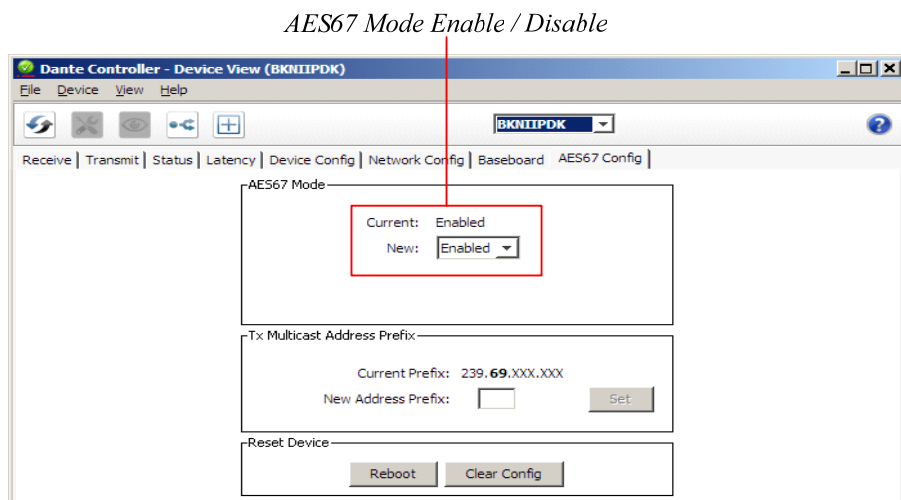 AES67 Mode Enable / Disable
Dante Controller - Device View (BKNIIPDK)
File Device View Help
BKNIIPDK
?
Receive Transmit Status Latency Device Config Network Config Baseboard AES67 Config
AES67 Mode
Current: Enabled
New: Enabled
Tx Multicast Address Prefix
Current Prefix: 239.69.XXX.XXX
New Address Prefix: Set
Reset Device
Reboot Clear Config